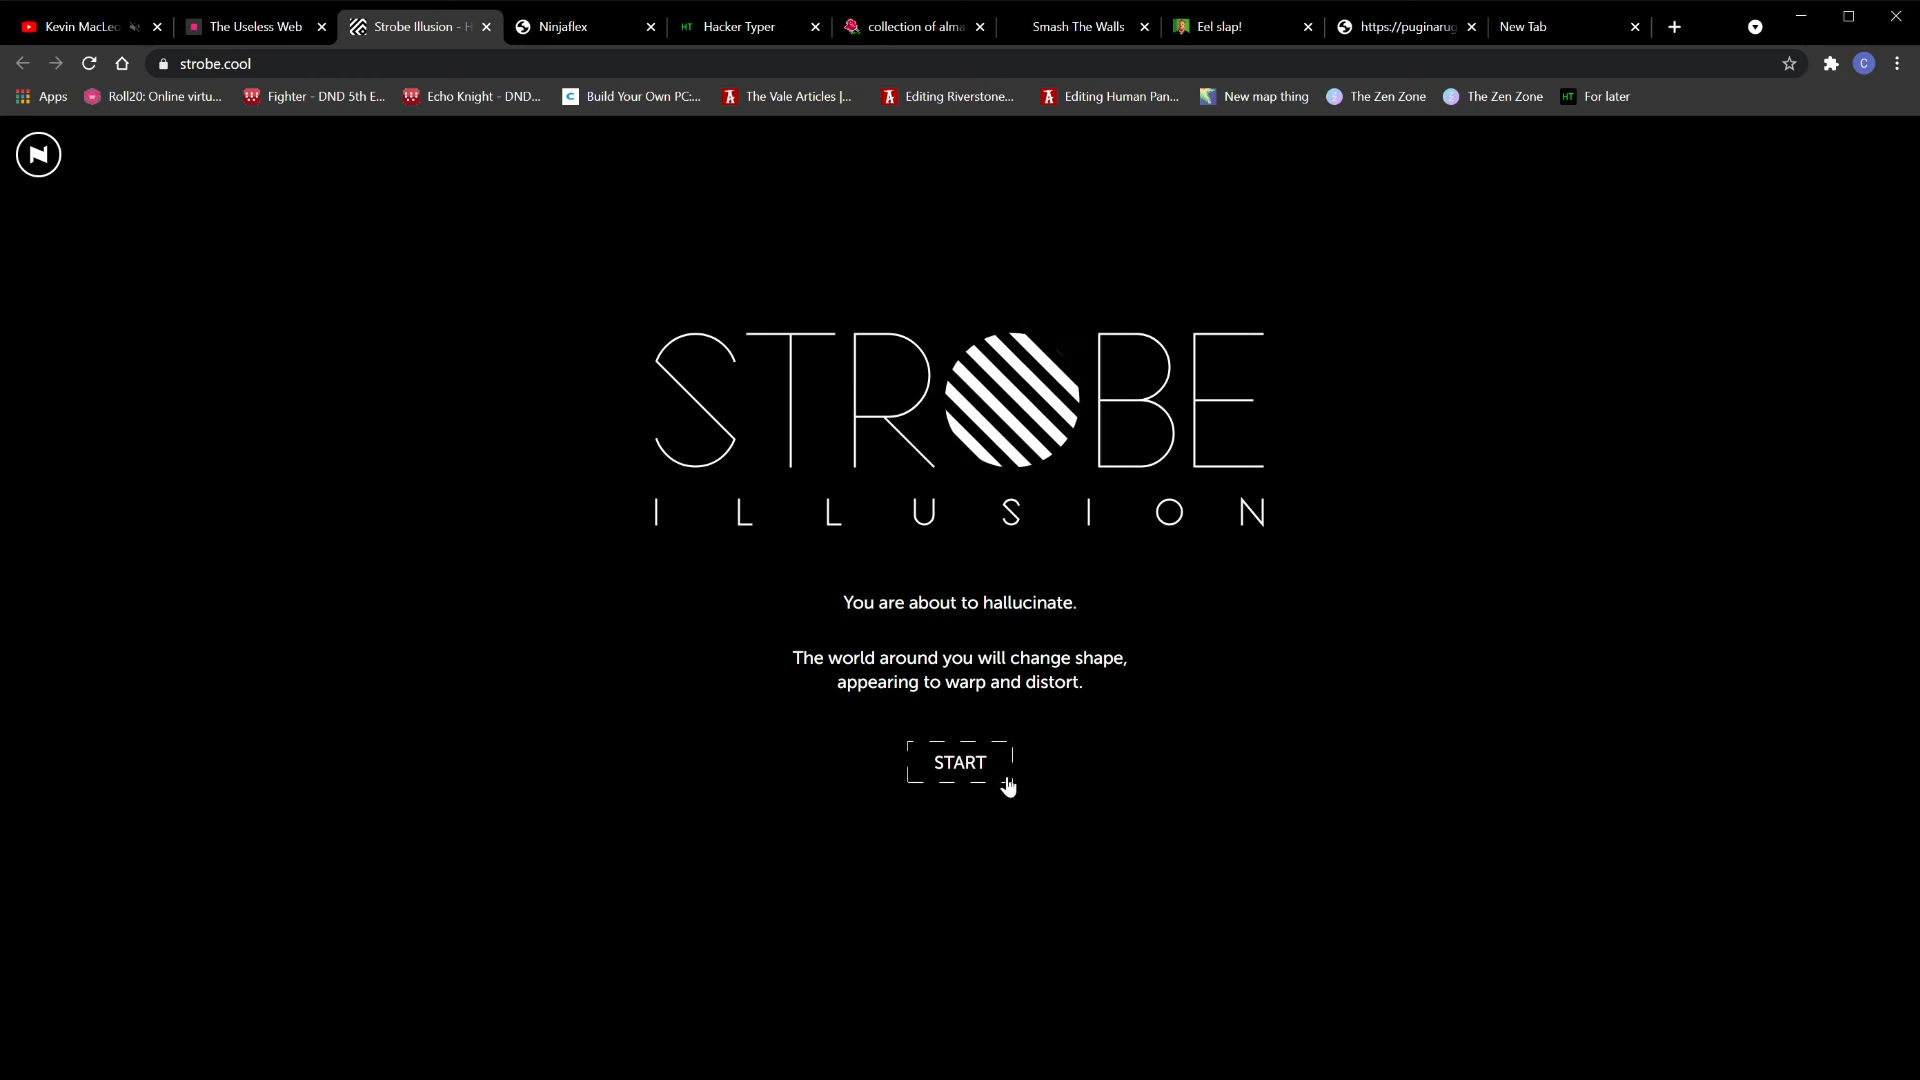 Kevin MacLeo
The Useless Web
Strobe Illusion - H
Ninjaflex
HT Hacker Typer
collection of alma
Smash The Walls
Eel slap!
https://puginarug
New Tab
strobe.cool
C
Apps
Roll20: Online virtu...
Fighter - DND 5th E...
Echo Knight - DND...
C Build Your Own PC:...
The Vale Articles |...
Editing Riverstone...
Editing Human Pan...
New map thing
The Zen Zone
The Zen Zone
HT For later
N
STROBE
ILLUSION
You are about to hallucinate.
The world around you will change shape,
appearing to warp and distort.
START